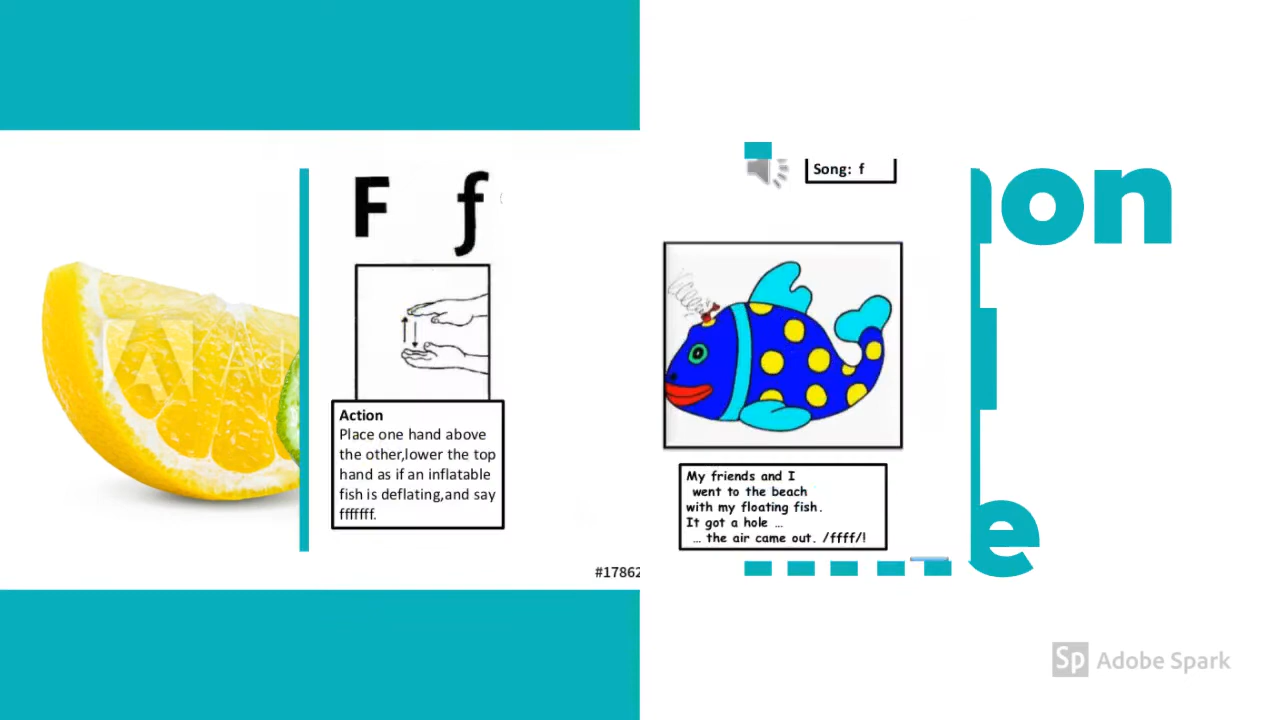 F f
Action
Place one hand above
the other,lower the top
hand as if an inflatable
fish is deflating,and say
fffffff.
Song: f
My friends and I
went to the beach
with my floating fish.
It got a hole …
… the air came out. /ffff/!
#17862
Sp Adobe Spark